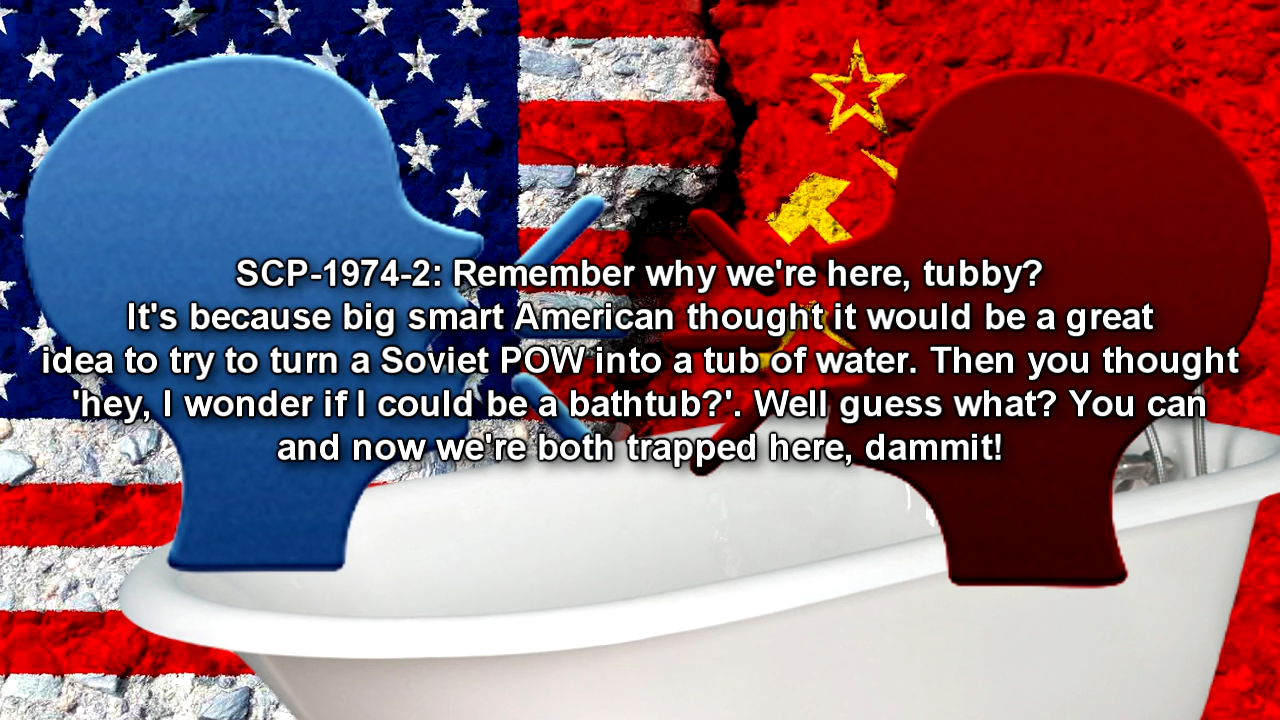 SCP-1974-2: Remember why we're here, tubby?
It's because big smart American thought it would be a great
idea to try to turn a Soviet POW into a tub of water. Then you thought
'hey, I wonder if I could be a bathtub?'. Well guess what? You can
and now we're both trapped here, dammit!